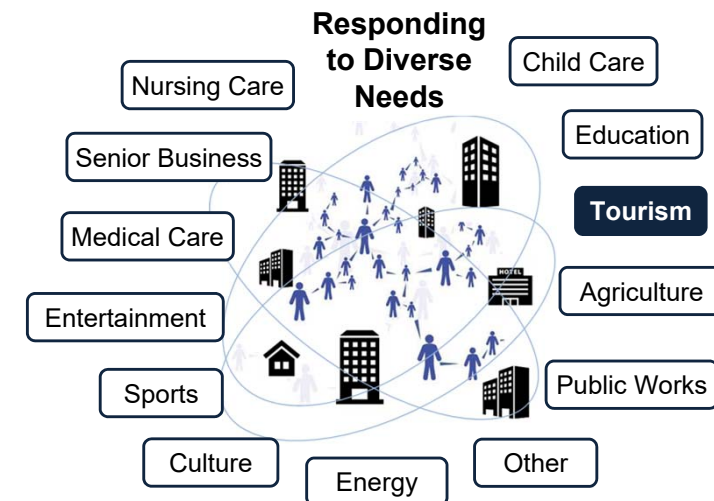 Responding
to Diverse
Needs
Nursing Care
Child Care
Senior Business
Education
Medical Care
Tourism
HOTEL
Entertainment
Agriculture
Sports
Public Works
Culture
Energy
Other